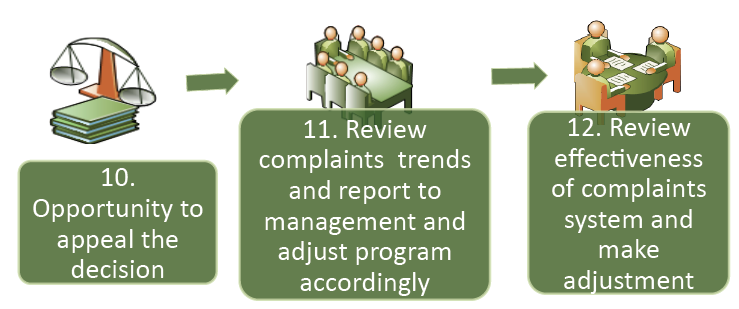 10.
Opportunity to
appeal the
decision
11. Review
complaints trends
and report to
management and
adjust program
accordingly
12. Review
effectiveness
of complaints
system and
make
adjustment